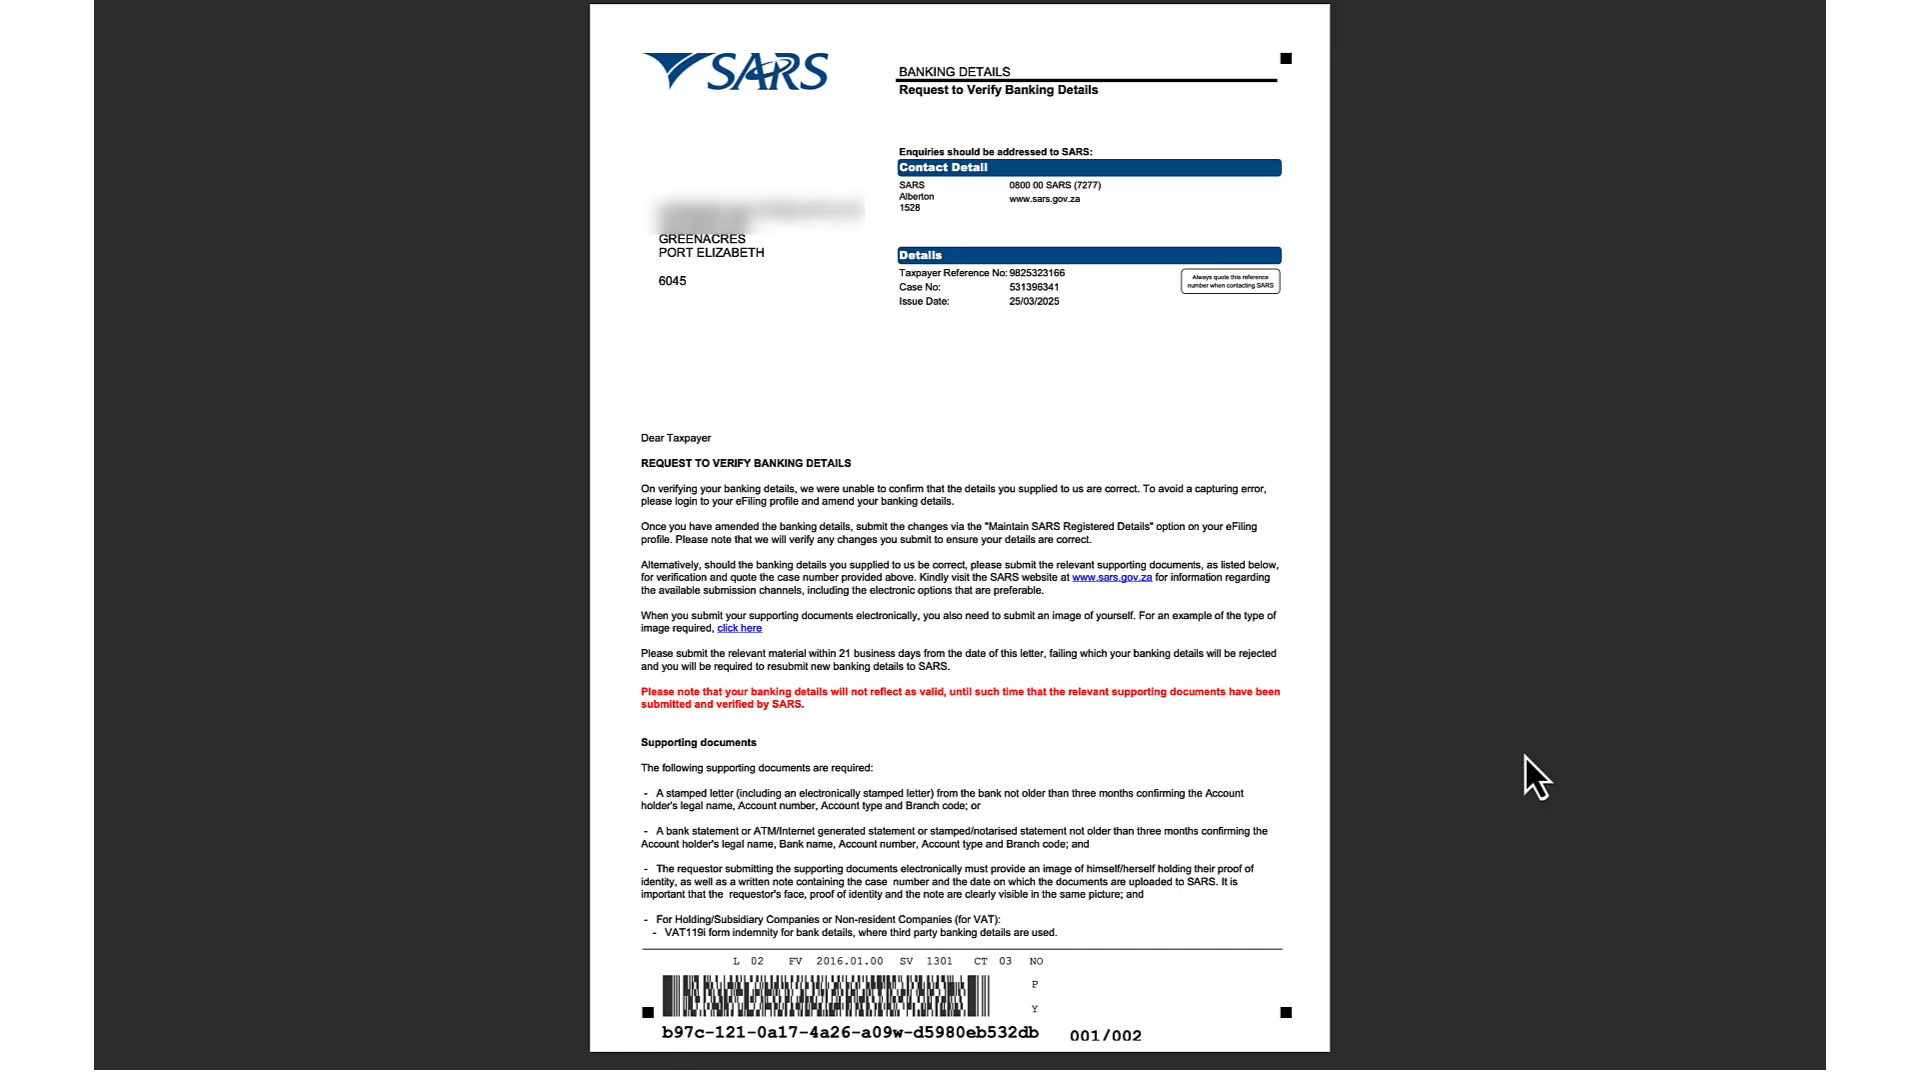 SARS
BANKING DETAILS
Request to Verify Banking Details
Enquiries should be addressed to SARS:
Contact Detail
SARS 0800 00 SARS (7277)
Alberton www.sars.gov.za
1528
GREENACRES
PORT ELIZABETH
6045
Details
Taxpayer Reference No: 9825323166
Case No: 531396341
Issue Date: 25/03/2025
Always quote this reference
number when contacting SARS
Dear Taxpayer
REQUEST TO VERIFY BANKING DETAILS
On verifying your banking details, we were unable to confirm that the details you supplied to us are correct. To avoid a capturing error,
please login to your eFiling profile and amend your banking details.
Once you have amended the banking details, submit the changes via the "Maintain SARS Registered Details" option on your eFiling
profile. Please note that we will verify any changes you submit to ensure your details are correct.
Alternatively, should the banking details you supplied to us be correct, please submit the relevant supporting documents, as listed below,
for verification and quote the case number provided above. Kindly visit the SARS website at www.sars.gov.za for information regarding
the available submission channels, including the electronic options that are preferable.
When you submit your supporting documents electronically, you also need to submit an image of yourself. For an example of the type of
image required, click here
Please submit the relevant material within 21 business days from the date of this letter, failing which your banking details will be rejected
and you will be required to resubmit new banking details to SARS.
Please note that your banking details will not reflect as valid, until such time that the relevant supporting documents have been
submitted and verified by SARS.
Supporting documents
The following supporting documents are required:
- A stamped letter (including an electronically stamped letter) from the bank not older than three months confirming the Account
holder's legal name, Account number, Account type and Branch code; or
- A bank statement or ATM/Internet generated statement or stamped/notarised statement not older than three months confirming the
Account holder's legal name, Bank name, Account number, Account type and Branch code; and
- The requestor submitting the supporting documents electronically must provide an image of himself/herself holding their proof of
identity, as well as a written note containing the case number and the date on which the documents are uploaded to SARS. It is
important that the requestor's face, proof of identity and the note are clearly visible in the same picture; and
- For Holding/Subsidiary Companies or Non-resident Companies (for VAT):
- VAT119i form indemnity for bank details, where third party banking details are used.
L 02 FV 2016.01.00 SV 1301 CT 03 NO
P
Y
b97c-121-0a17-4a26-a09w-d5980eb532db 001/002